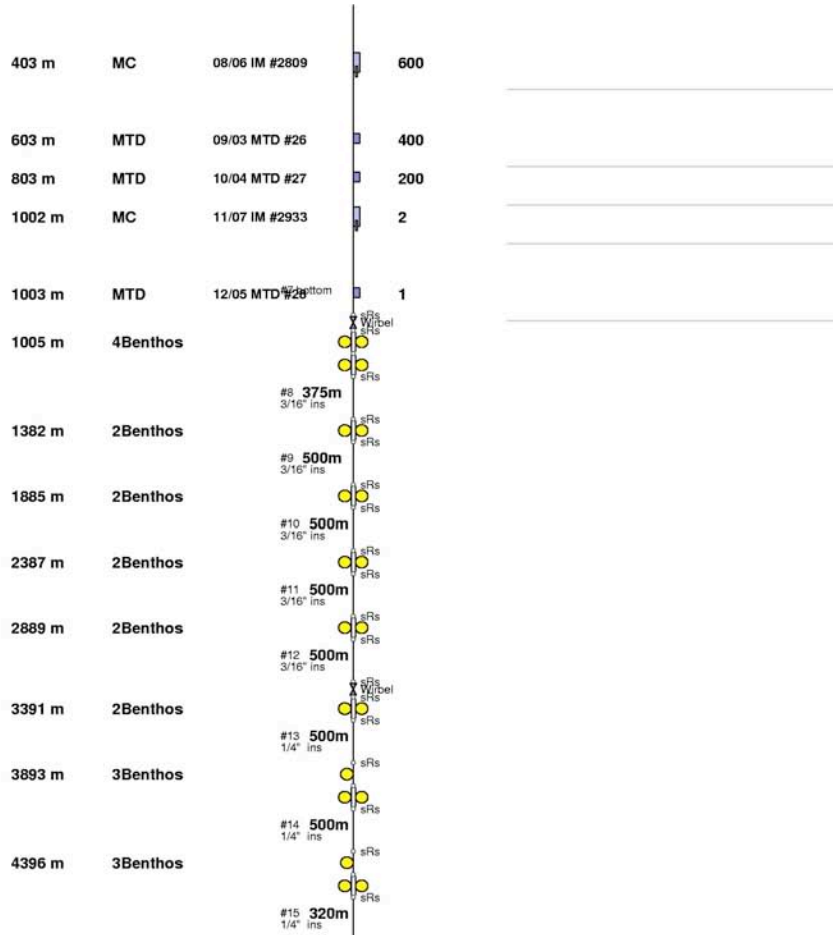 403 m MC 08/06 IM #2809 600
603 m MTD 09/03 MTD #26 400
803 m MTD 10/04 MTD #27 200
1002 m MC 11/07 IM #2933 2
#7 bottom
1003 m MTD 12/05 MTD #28 1
sRs
Wirbel
sRs
1005 m 4Benthos
sRs
#8 375m
3/16" ins
sRs
1382 m 2Benthos
sRs
#9 500m
3/16" ins
sRs
1885 m 2Benthos
sRs
#10 500m
3/16" ins
sRs
2387 m 2Benthos
sRs
#11 500m
3/16" ins
sRs
2889 m 2Benthos
sRs
#12 500m
3/16" ins
sRs
Wirbel
sRs
3391 m 2Benthos
sRs
#13 500m
1/4" ins
sRs
3893 m 3Benthos
sRs
#14 500m
1/4" ins
sRs
4396 m 3Benthos
sRs
#15 320m
1/4" ins